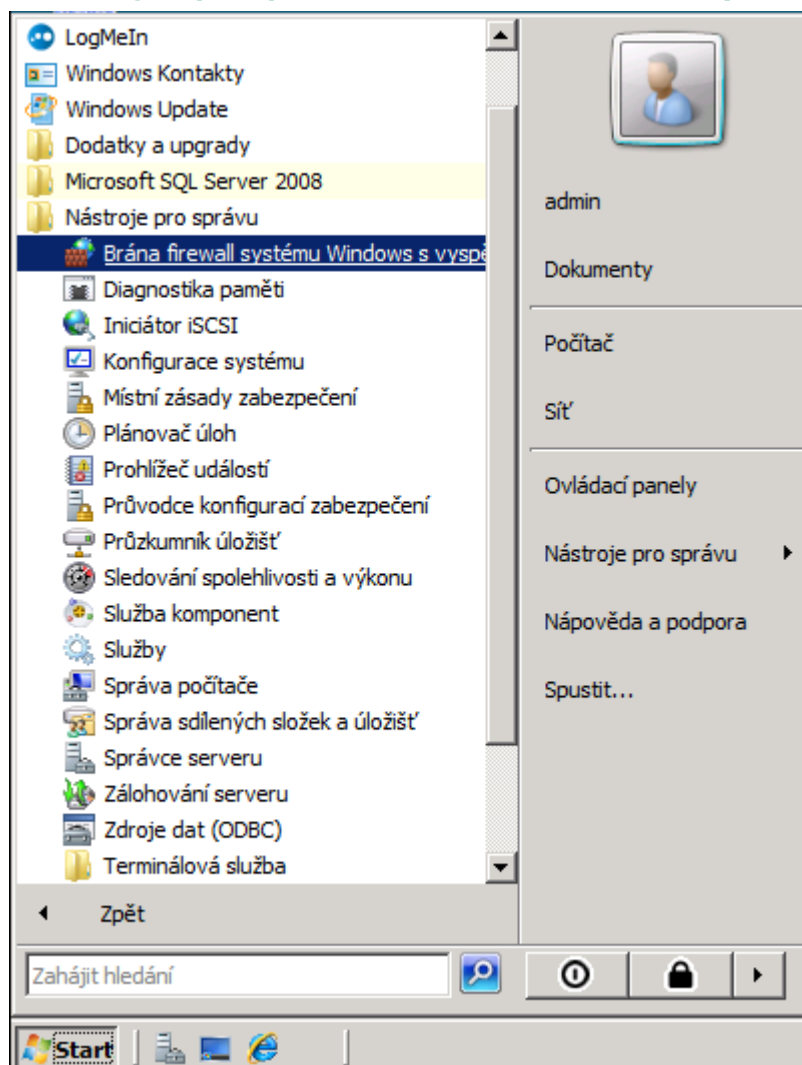 LogMeIn
Windows Kontakty
Windows Update
Dodatky a upgrady
Microsoft SQL Server 2008
Nástroje pro správu
Brána firewall systému Windows s vyspě
Diagnostika paměti
Iniciátor iSCSI
Konfigurace systému
Místní zásady zabezpečení
Plánovač úloh
Prohlížeč událostí
Průvodce konfigurací zabezpečení
Průzkumník úložišť
Sledování spolehlivosti a výkonu
Služba komponent
Služby
Správa počítače
Správa sdílených složek a úložišť
Správce serveru
Zálohování serveru
Zdroje dat (ODBC)
Terminálová služba
Zpět
Zahájit hledání
admin
Dokumenty
Počítač
Síť
Ovládací panely
Nástroje pro správu
Nápověda a podpora
Spustit...
Start